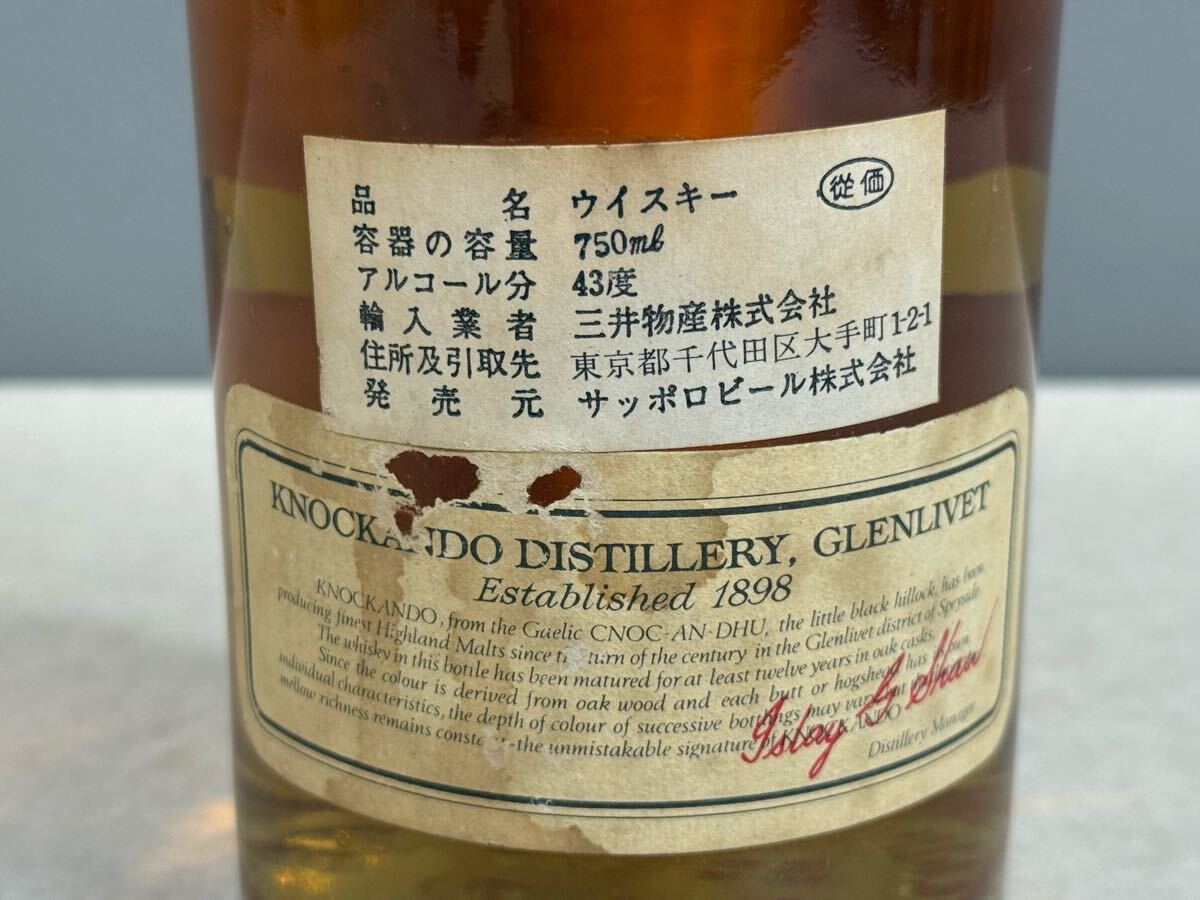 品名 ウイスキー 従価
容器の容量 750ml
アルコール分 43度
輸入業者 三井物産株式会社
住所及引取先 東京都千代田区大手町1-2-1
発売元 サッポロビール株式会社
KNOCKANDO DISTILLERY, GLENLIVET
Established 1898
KNOCKANDO, from the Gaelic CNOC-AN-DHU, the little black hillock, has been
producing finest Highland Malts since the turn of the century in the Glenlivet district of Speyside.
The whisky in this bottle has been matured for at least twelve years in oak casks.
Since the colour is derived from oak wood and each butt or hogshead has its own
individual characteristics, the depth of colour of successive bottlings may vary but the
mellow richness remains constant-the unmistakable signature of KNOCKANDO
Islay G Shaw
Distillery Manager